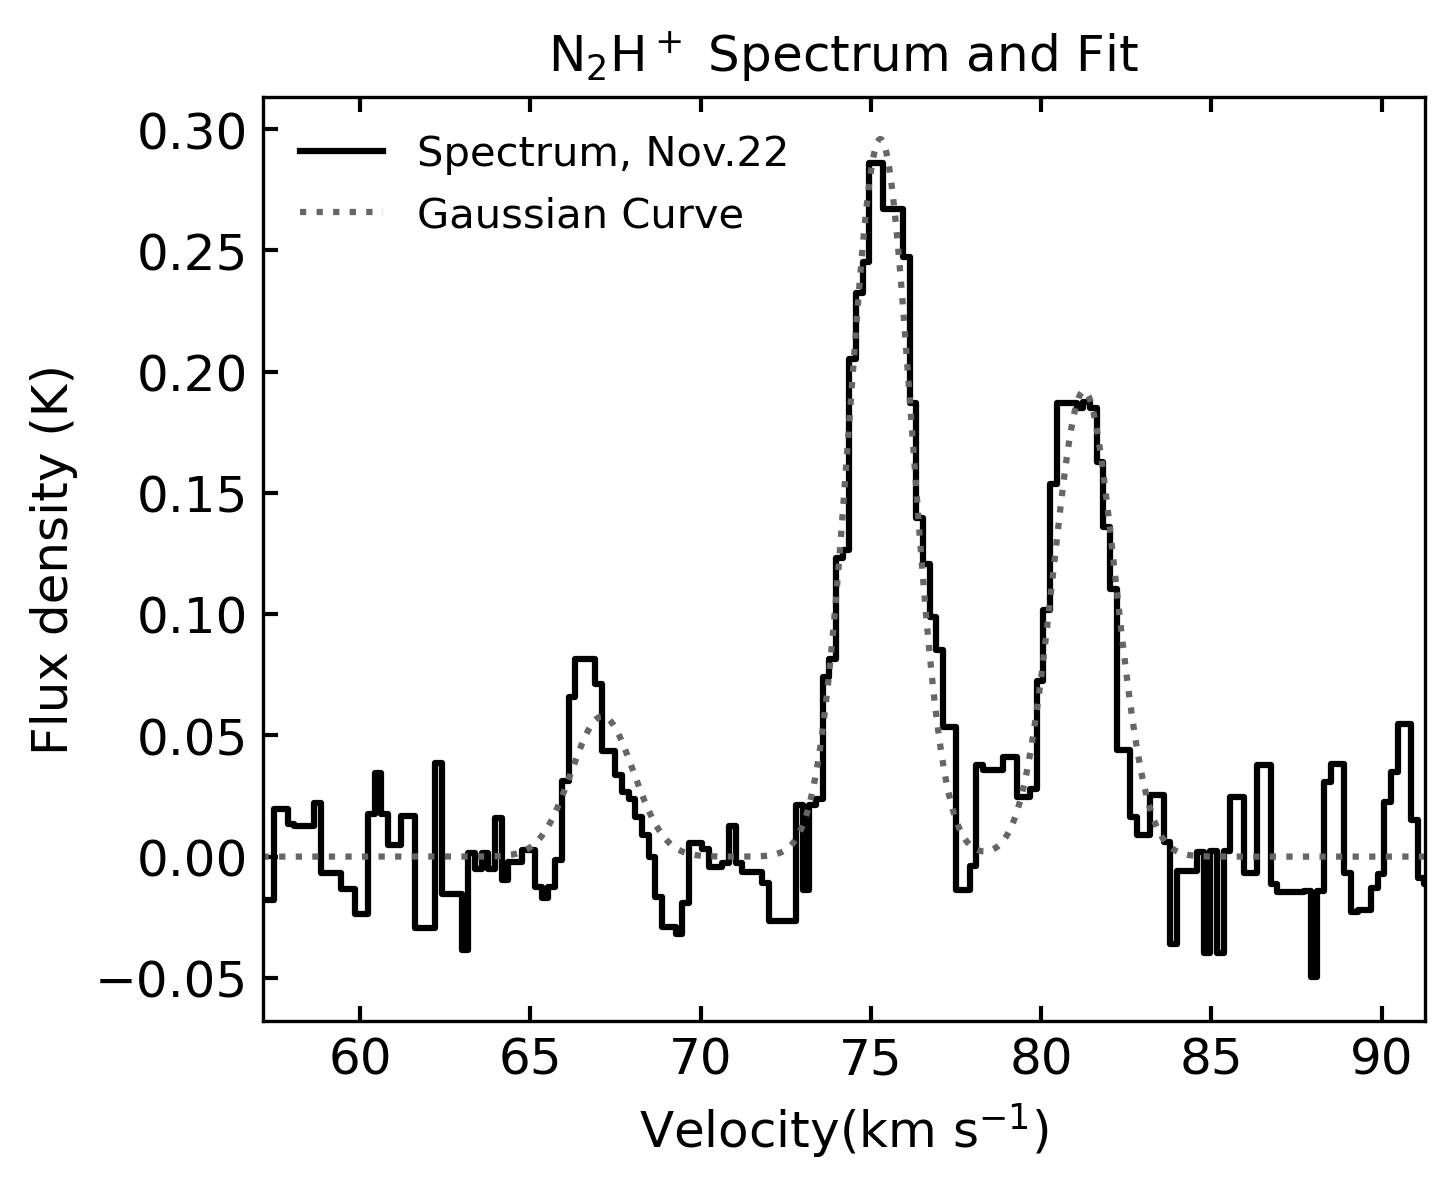 N₂H⁺ Spectrum and Fit
Spectrum, Nov.22
Gaussian Curve
Flux density (K)
0.30
0.25
0.20
0.15
0.10
0.05
0.00
−0.05
60 65 70 75 80 85 90
Velocity(km s⁻¹)